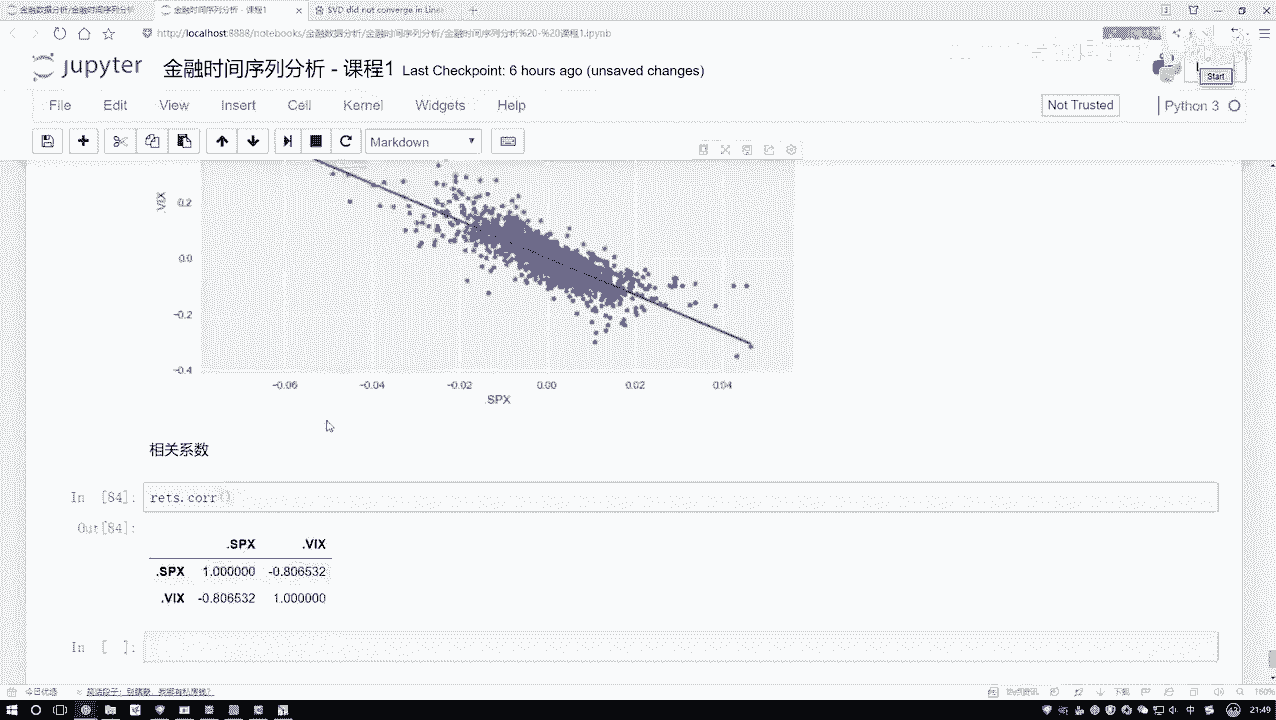 金融数据分析/金融时间序列分析
金融时间序列分析 - 课程1
SVD did not converge in Line
http://localhost:8888/notebooks/金融数据分析/金融时间序列分析/金融时间序列分析%20-%20课程1.ipynb
jupyter 金融时间序列分析 - 课程1 Last Checkpoint: 6 hours ago (unsaved changes)
Start
File Edit View Insert Cell Kernel Widgets Help
Not Trusted Python 3
Markdown
.VIX
0.2
0.0
-0.2
-0.4
-0.06 -0.04 -0.02 0.00 0.02 0.04
.SPX
相关系数
In [84]: rets.corr()
Out[84]:
.SPX .VIX
.SPX 1.000000 -0.806532
.VIX -0.806532 1.000000
In [ ]:
今日优选
下载
160%
中
21:49